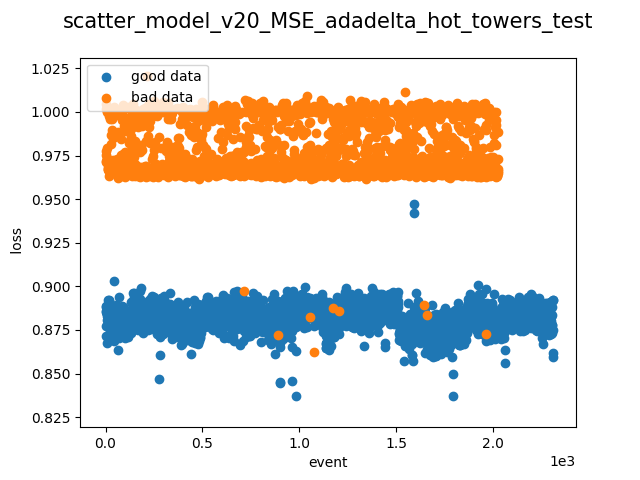 scatter_model_v20_MSE_adadelta_hot_towers_test
good data
bad data
1.025
1.000
0.975
0.950
0.925
0.900
0.875
0.850
0.825
loss
0.0
0.5
1.0
1.5
2.0
1e3
event